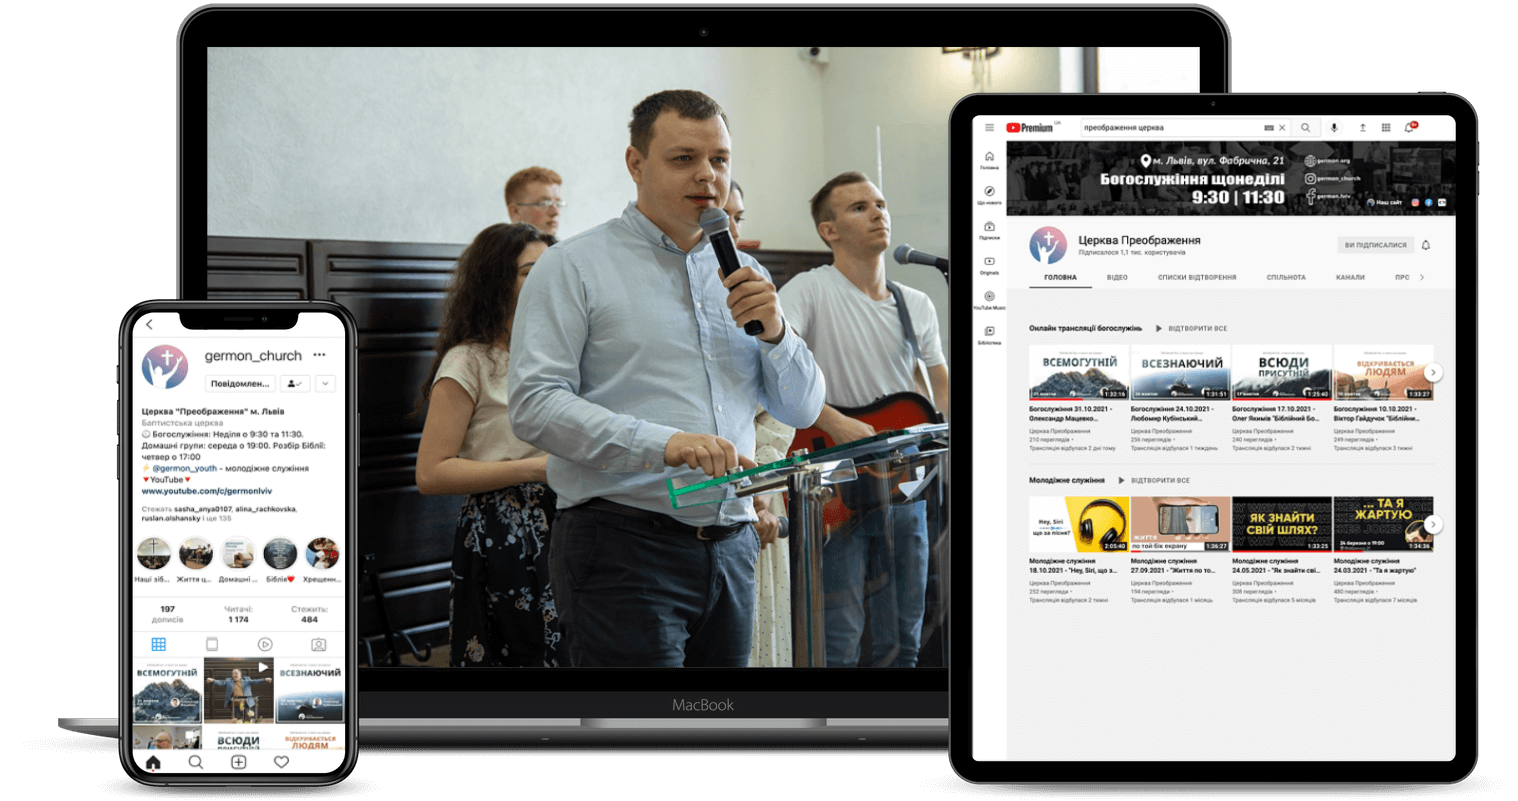 germon_church
Повідомлен...
Церква "Преображення" м. Львів
Баптистська церква
Богослужіння: Неділя о 9:30 та 11:30.
Домашні групи: середа о 19:00. Розбір Біблії:
четвер о 17:00
@germon_youth - молодіжне служіння
YouTube
www.youtube.com/c/germonlviv
Стежать sasha_anya0107, alina_rachkovska,
ruslan.olshansky і ще 135
Наші зіб... Життя ц... Домашні ... Біблія Хрещенн...
197 Читачі: Стежить:
дописів 1 174 484
ВСЕМОГУТНІЙ ВСЕЗНАЮЧИЙ
ВСЮДИ ВІДКРИВАЄТЬСЯ
ПРИСУТНІЙ ЛЮДЯМ
MacBook
Premium UA
преображення церква
Головна
Що нового
Підписки
Originals
YouTube Music
Бібліотека
м. Львів, вул. Фабрична, 21
Богослужіння щонеділі
9:30 | 11:30
germon.org
germon_church
germon.lviv
Наш сайт
Церква Преображення
Підписалося 1,1 тис. користувачів
ВИ ПІДПИСАЛИСЯ
ГОЛОВНА ВІДЕО СПИСКИ ВІДТВОРЕННЯ СПІЛЬНОТА КАНАЛИ ПРО
Онлайн трансляції богослужінь ВІДТВОРИТИ ВСЕ
ВСЕМОГУТНІЙ
1:32:16
ВСЕЗНАЮЧИЙ
1:31:51
ВСЮДИ
ПРИСУТНІЙ
1:25:40
ВІДКРИВАЄТЬСЯ
ЛЮДЯМ
1:33:27
Богослужіння 31.10.2021 -
Олександр Мацевко...
Церква Преображення
210 переглядів •
Трансляція відбулася 2 дні тому
Богослужіння 24.10.2021 -
Любомир Кубінський...
Церква Преображення
256 переглядів •
Трансляція відбулася 1 тиждень
Богослужіння 17.10.2021 -
Олег Якимів "Біблійний Бо...
Церква Преображення
240 переглядів •
Трансляція відбулася 2 тижні
Богослужіння 10.10.2021 -
Віктор Гайдучок "Біблійни...
Церква Преображення
249 переглядів •
Трансляція відбулася 3 тижні
Молодіжне служіння ВІДТВОРИТИ ВСЕ
Hey, Siri
що за пісня?
2:05:40
ЖИТТЯ
по той бік екрану
1:36:27
ЯК ЗНАЙТИ
СВІЙ ШЛЯХ?
1:33:25
... ТА Я
ЖАРТУЮ
24 березня о 19:00
1:34:36
Молодіжне служіння
18.10.2021 - "Hey, Siri, що з...
Церква Преображення
252 перегляди •
Трансляція відбулася 2 тижні
Молодіжне служіння
27.09.2021 - "Життя по то...
Церква Преображення
194 перегляди •
Трансляція відбулася 1 місяць
Молодіжне служіння
24.05.2021 - "Як знайти сві...
Церква Преображення
308 переглядів •
Трансляція відбулася 5 місяців
Молодіжне служіння
24.03.2021 - "Та я жартую"
Церква Преображення
480 переглядів •
Трансляція відбулася 7 місяців